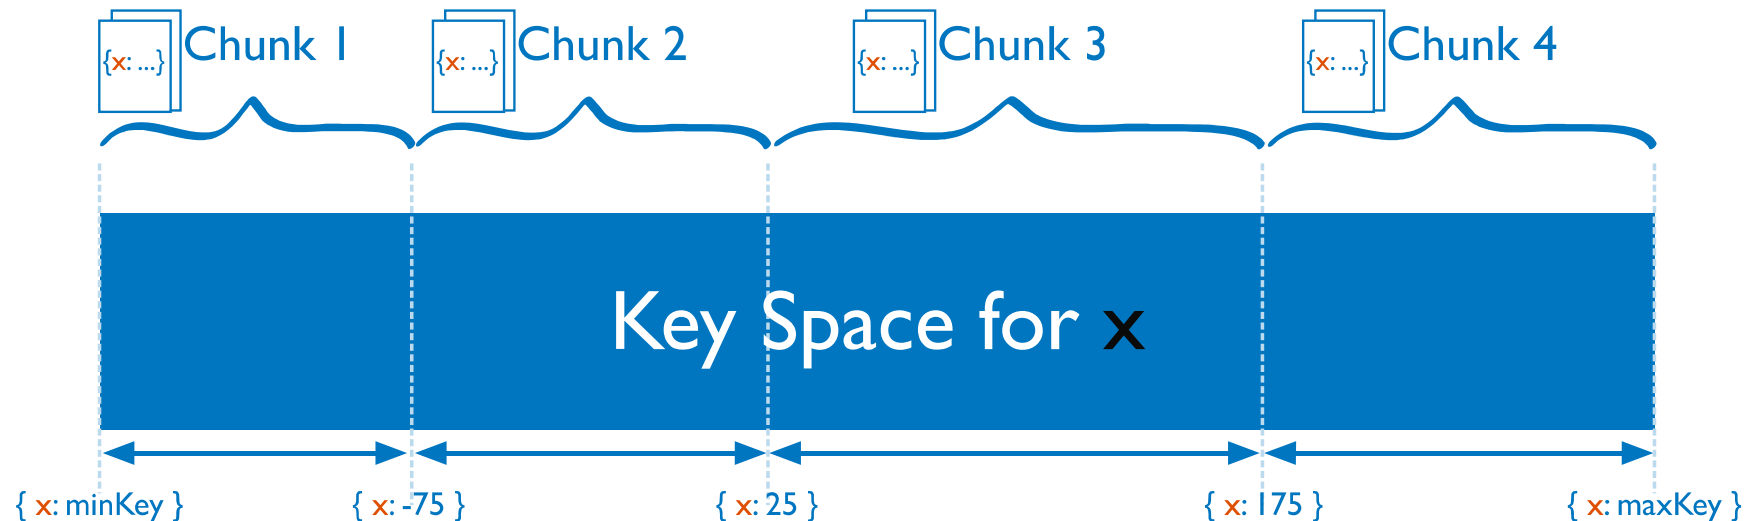 Chunk 1
{x: ...}
Chunk 2
{x: ...}
Chunk 3
{x: ...}
Chunk 4
{x: ...}
Key Space for x
{ x: minKey }
{ x: -75 }
{ x: 25 }
{ x: 175 }
{ x: maxKey }